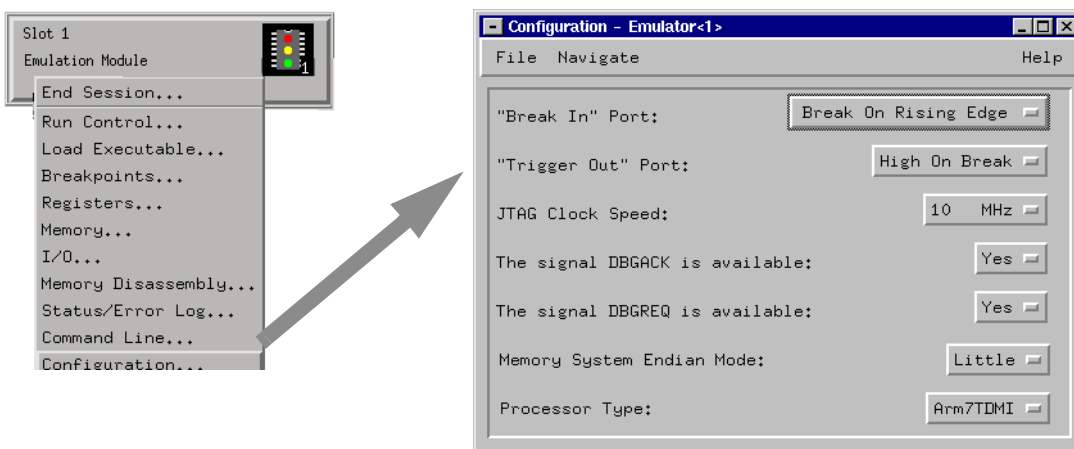 Slot 1
Emulation Module
1
End Session...
Run Control...
Load Executable...
Breakpoints...
Registers...
Memory...
I/O...
Memory Disassembly...
Status/Error Log...
Command Line...
Configuration...
Configuration - Emulator<1>
File Navigate Help
"Break In" Port: Break On Rising Edge
"Trigger Out" Port: High On Break
JTAG Clock Speed: 10 MHz
The signal DBGACK is available: Yes
The signal DBGREQ is available: Yes
Memory System Endian Mode: Little
Processor Type: Arm7TDMI